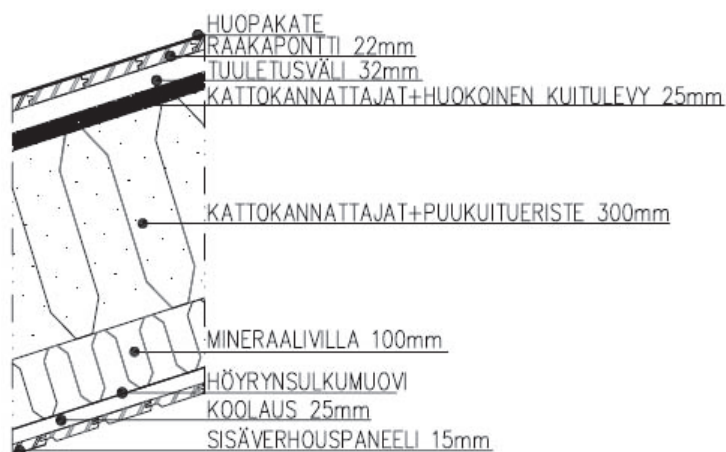 HUOPAKATE
RAAKAPONTTI 22mm
TUULETUSVÄLI 32mm
KATTOKANNATTAJAT+HUOKOINEN KUITULEVY 25mm
KATTOKANNATTAJAT+PUUKUITUERISTE 300mm
MINERAALIVILLA 100mm
HÖYRYNSULKUMUOVI
KOOLAUS 25mm
SISÄVERHOUSPANEELI 15mm